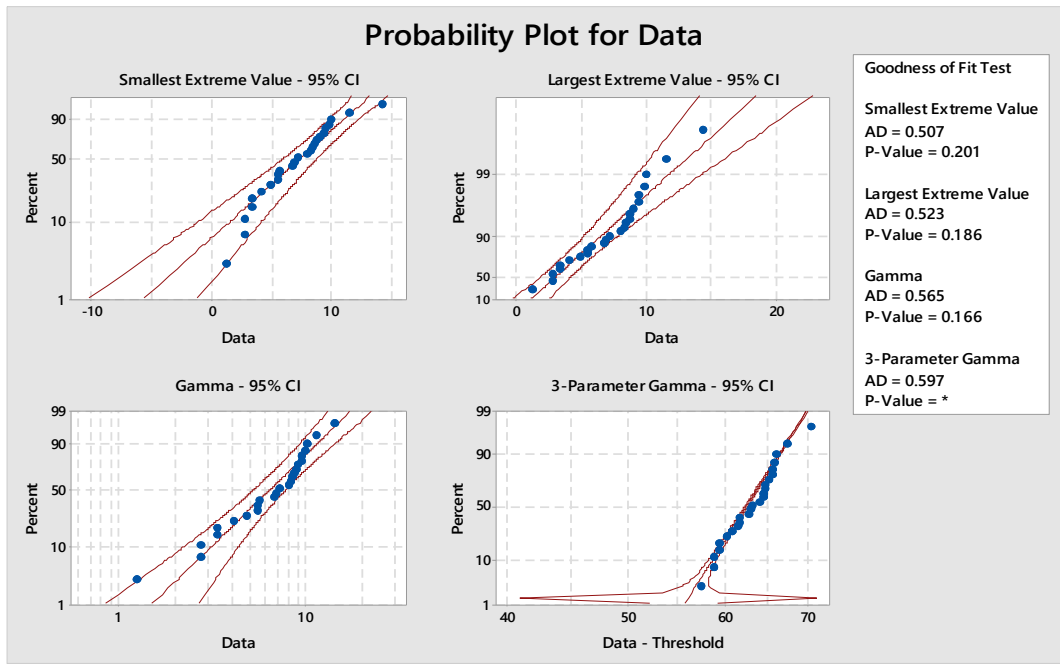 Probability Plot for Data
Smallest Extreme Value - 95% CI
Percent
90
50
10
1
-10
0
10
Data
Largest Extreme Value - 95% CI
Percent
99
90
50
10
0
10
20
Data
Gamma - 95% CI
Percent
99
90
50
10
1
1
10
Data
3-Parameter Gamma - 95% CI
Percent
99
90
50
10
1
40
50
60
70
Data - Threshold
Goodness of Fit Test
Smallest Extreme Value
AD = 0.507
P-Value = 0.201
Largest Extreme Value
AD = 0.523
P-Value = 0.186
Gamma
AD = 0.565
P-Value = 0.166
3-Parameter Gamma
AD = 0.597
P-Value = *